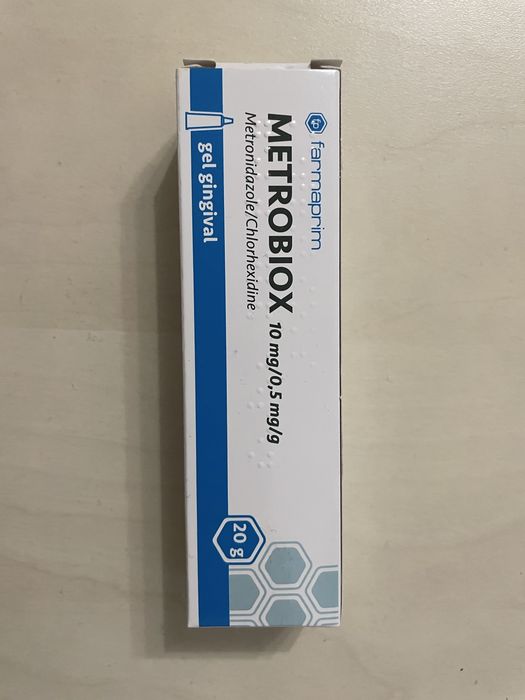 farmaprim
METROBIOX 10 mg/0,5 mg/g
Metronidazole/Chlorhexidine
gel gingival
20 g